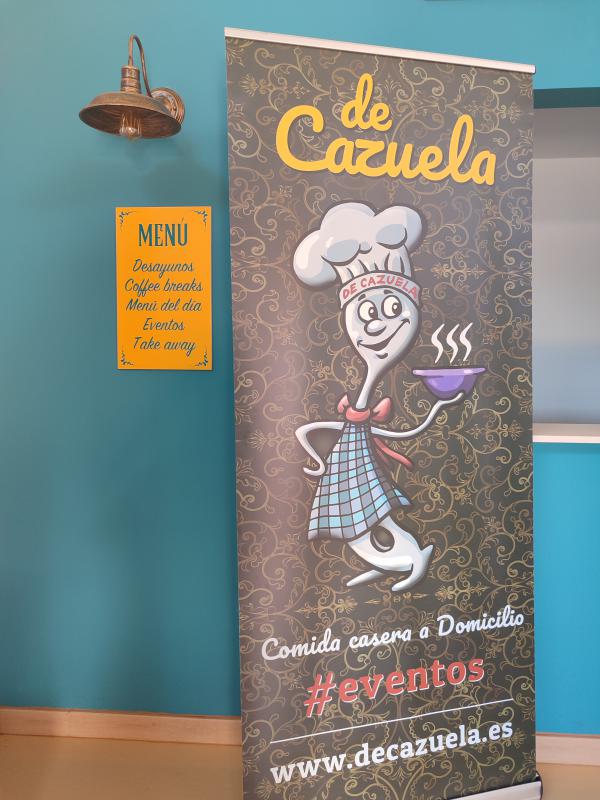 MENÚ
Desayunos
Coffee breaks
Menú del día
Eventos
Take away
de
Cazuela
DE CAZUELA
Comida casera a Domicilio
#eventos
www.decazuela.es